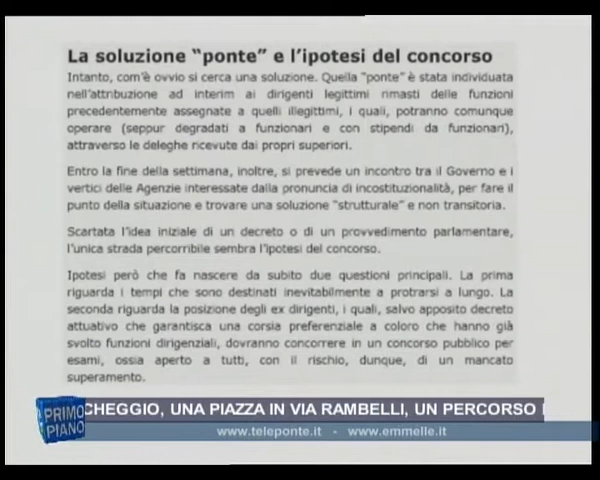 La soluzione "ponte" e l'ipotesi del concorso
Intanto, com'è ovvio si cerca una soluzione. Quella "ponte" è stata individuata
nell'attribuzione ad interim ai dirigenti legittimi rimasti delle funzioni
precedentemente assegnate a quelli illegittimi, i quali, potranno comunque
operare (seppur degradati a funzionari e con stipendi da funzionari),
attraverso le deleghe ricevute dai propri superiori.
Entro la fine della settimana, inoltre, si prevede un incontro tra il Governo e i
vertici delle Agenzie interessate dalla pronuncia di incostituzionalità, per fare il
punto della situazione e trovare una soluzione "strutturale" e non transitoria.
Scartata l'idea iniziale di un decreto o di un provvedimento parlamentare,
l'unica strada percorribile sembra l'ipotesi del concorso.
Ipotesi però che fa nascere da subito due questioni principali. La prima
riguarda i tempi che sono destinati inevitabilmente a protrarsi a lungo. La
seconda riguarda la posizione degli ex dirigenti, i quali, salvo apposito decreto
attuativo che garantisca una corsia preferenziale a coloro che hanno già
svolto funzioni dirigenziali, dovranno concorrere in un concorso pubblico per
esami, ossia aperto a tutti, con il rischio, dunque, di un mancato
superamento.
PRIMO
PIANO
CHEGGIO, UNA PIAZZA IN VIA RAMBELLI, UN PERCORSO
www.teleponte.it - www.emmelle.it